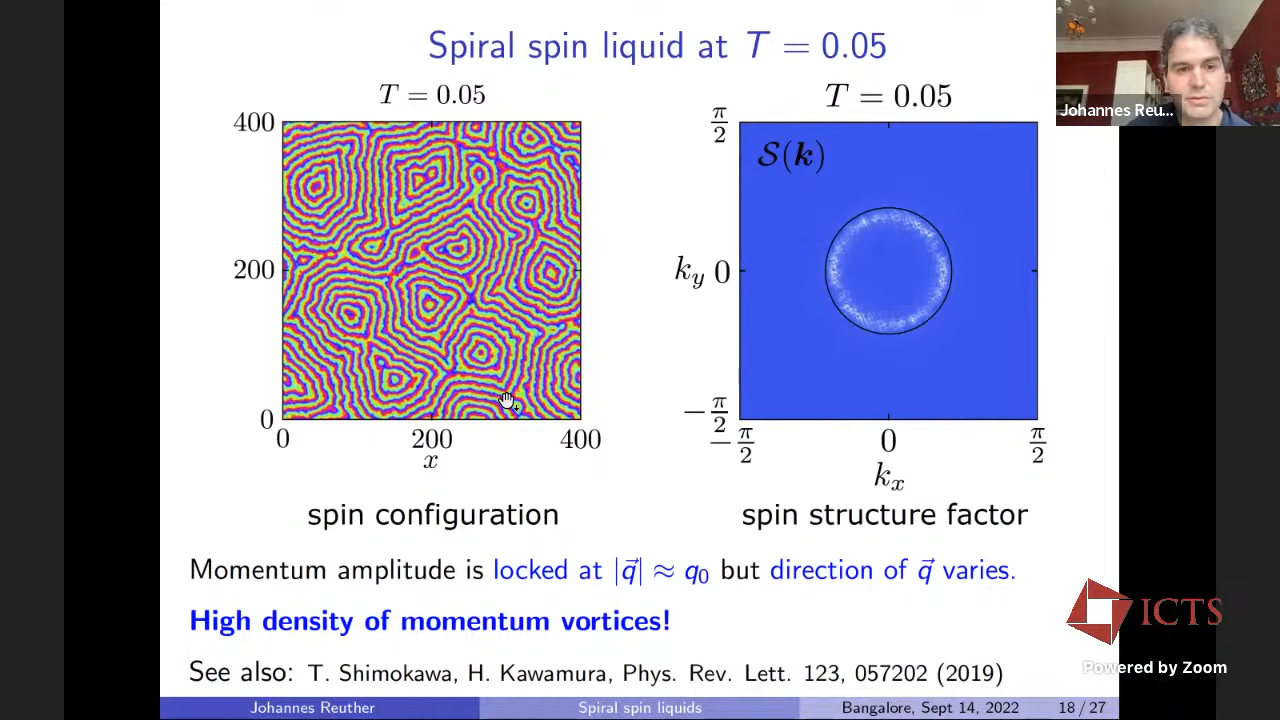 Spiral spin liquid at T = 0.05
T = 0.05
400
200
0
0 200 400
x
spin configuration
T = 0.05
S(k)
π/2
k_y 0
−π/2
−π/2 0 π/2
k_x
spin structure factor
Johannes Reu...
Momentum amplitude is locked at |q⃗| ≈ q₀ but direction of q⃗ varies.
High density of momentum vortices!
See also: T. Shimokawa, H. Kawamura, Phys. Rev. Lett. 123, 057202 (2019)
ICTS
Powered by Zoom
Johannes Reuther Spiral spin liquids Bangalore, Sept 14, 2022 18 / 27